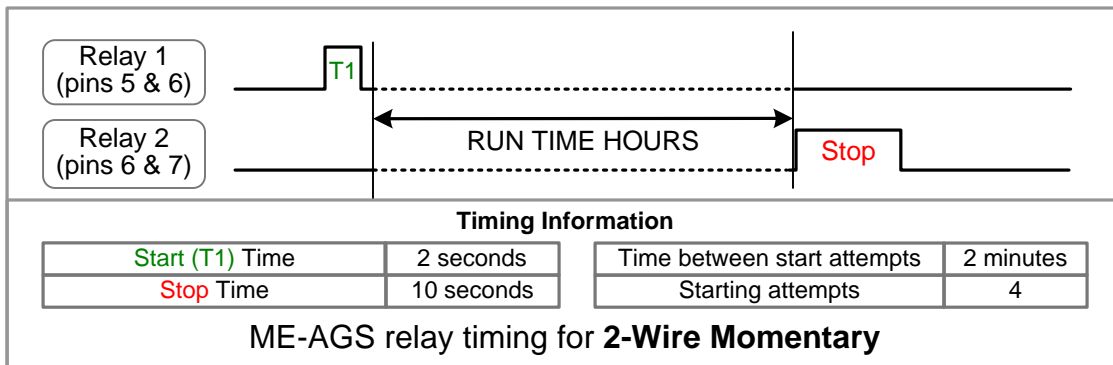 Relay 1
(pins 5 & 6)
T1
RUN TIME HOURS
Relay 2
(pins 6 & 7)
Stop
Timing Information
Start (T1) Time 2 seconds
Stop Time 10 seconds
Time between start attempts 2 minutes
Starting attempts 4
ME-AGS relay timing for 2-Wire Momentary